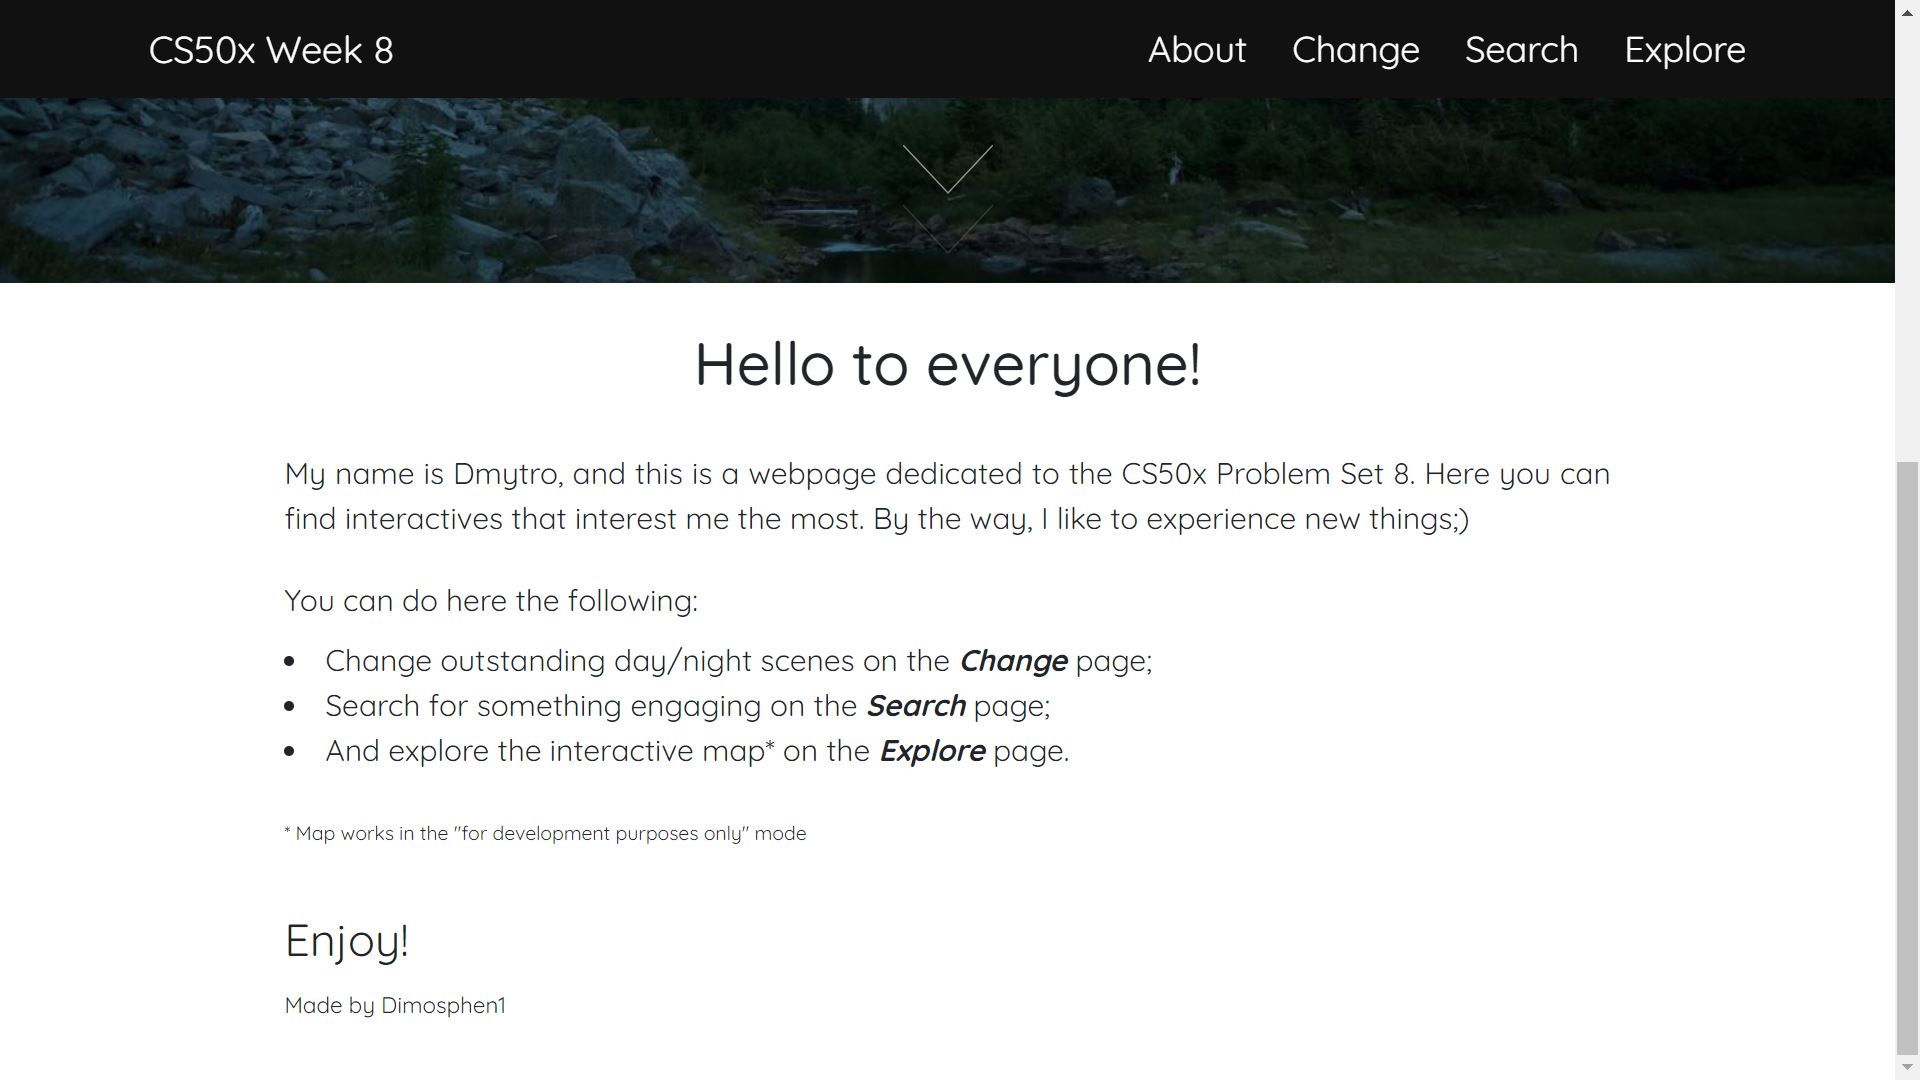 CS50x Week 8
About Change Search Explore
Hello to everyone!
My name is Dmytro, and this is a webpage dedicated to the CS50x Problem Set 8. Here you can
find interactives that interest me the most. By the way, I like to experience new things;)
You can do here the following:
• Change outstanding day/night scenes on the Change page;
• Search for something engaging on the Search page;
• And explore the interactive map* on the Explore page.
* Map works in the "for development purposes only" mode
Enjoy!
Made by Dimosphen1